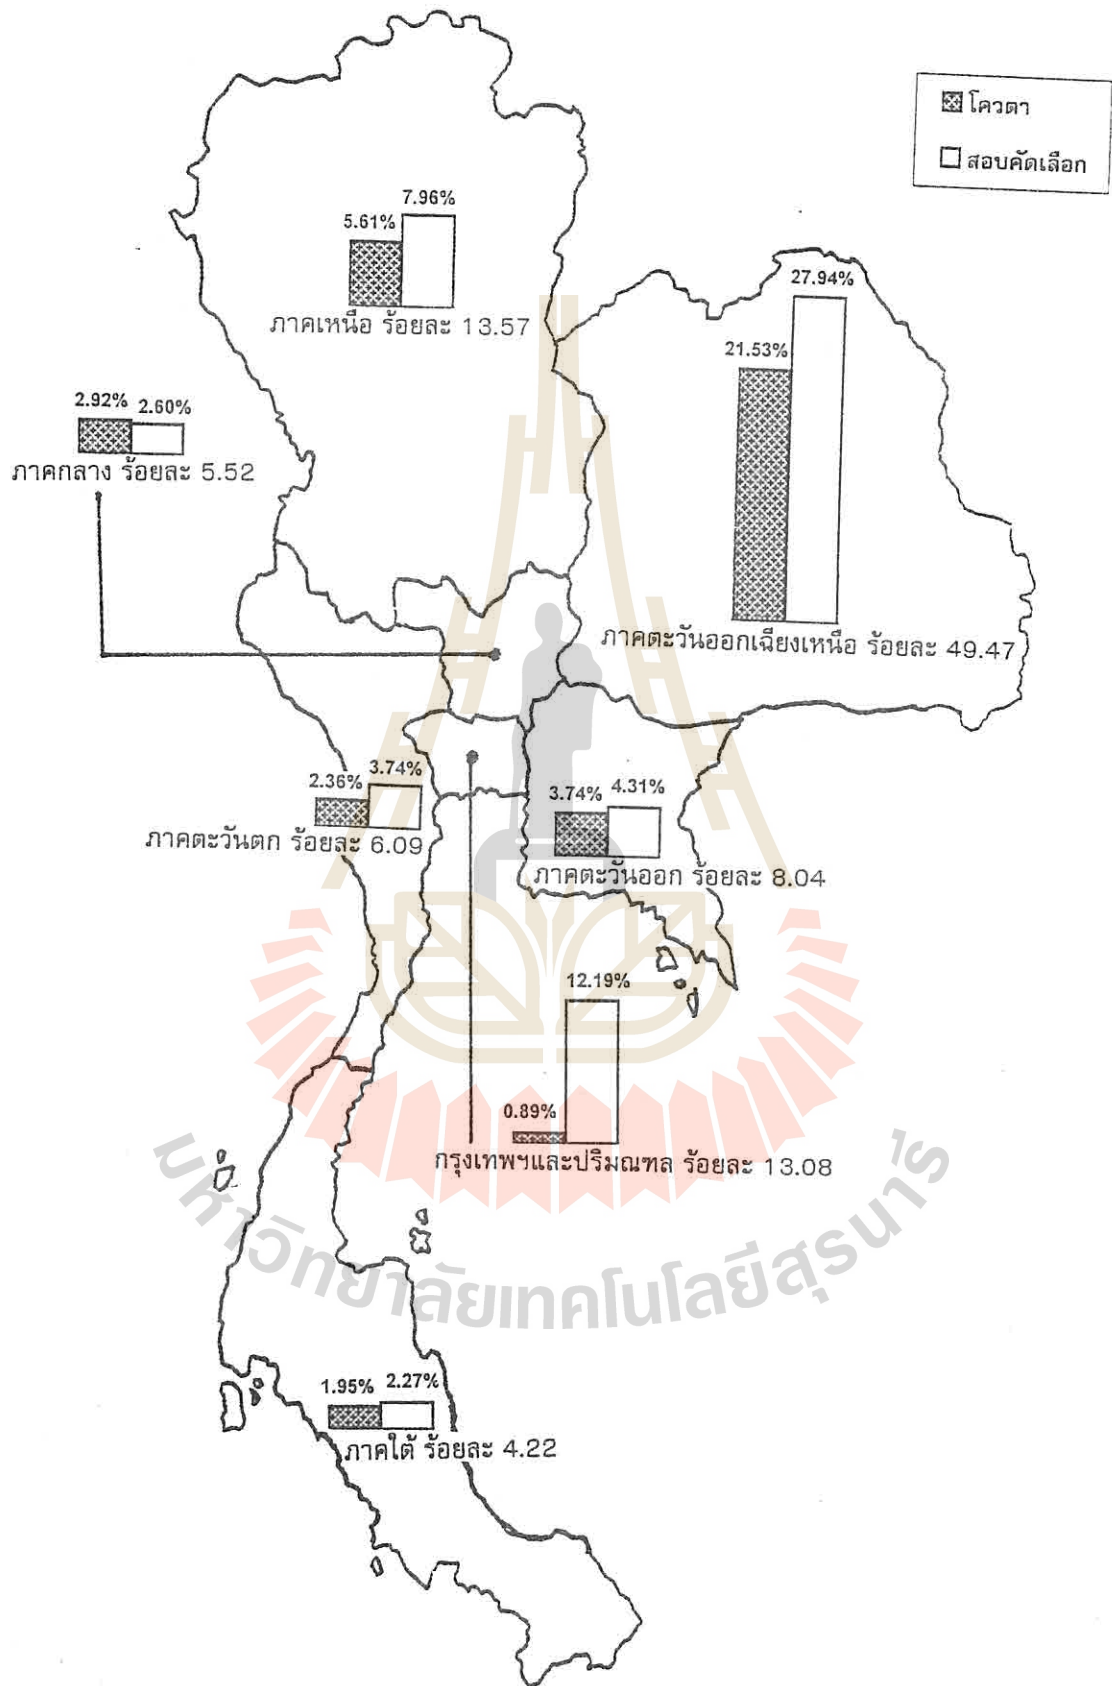 โควตา
สอบคัดเลือก
5.61%
7.96%
ภาคเหนือ ร้อยละ 13.57
21.53%
27.94%
ภาคตะวันออกเฉียงเหนือ ร้อยละ 49.47
2.92%
2.60%
ภาคกลาง ร้อยละ 5.52
2.36%
3.74%
ภาคตะวันตก ร้อยละ 6.09
3.74%
4.31%
ภาคตะวันออก ร้อยละ 8.04
0.89%
12.19%
กรุงเทพฯและปริมณฑล ร้อยละ 13.08
มหาวิทยาลัยเทคโนโลยีสุรนารี
1.95%
2.27%
ภาคใต้ ร้อยละ 4.22